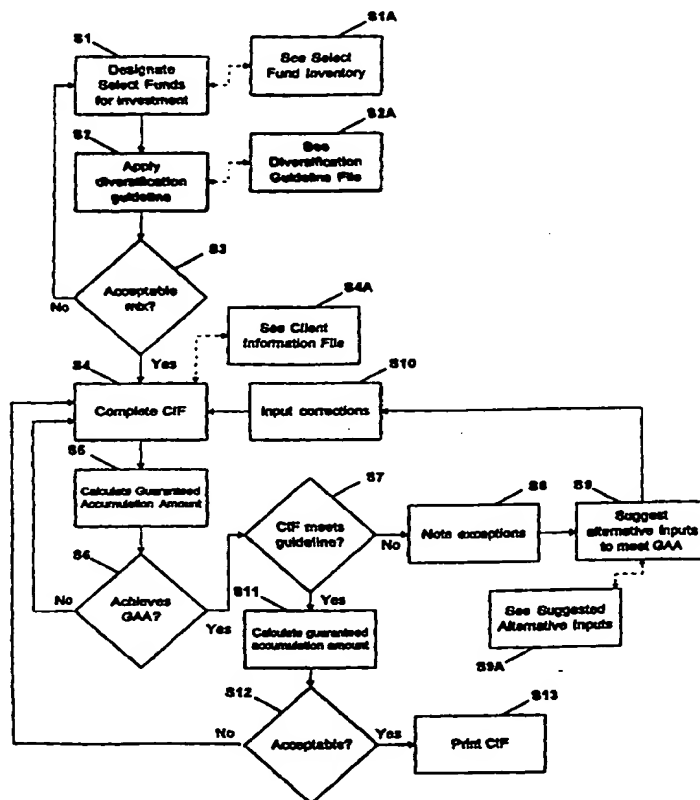 S1
Designate
Select Funds
for investment
S1A
See Select
Fund Inventory
S2
Apply
diversification
guideline
S2A
See
Diversification
Guideline File
S3
Acceptable
mix?
No
Yes
S4A
See Client
Information File
S4
Complete CIF
S10
Input corrections
S5
Calculate Guaranteed
Accumulation Amount
S7
CIF meets
guideline?
No
Yes
S8
Note exceptions
S9
Suggest
alternative inputs
to meet GAA
S6
Achieves
GAA?
No
Yes
S11
Calculate guaranteed
accumulation amount
See Suggested
Alternative Inputs
S9A
S12
Acceptable?
No
Yes
S13
Print CIF